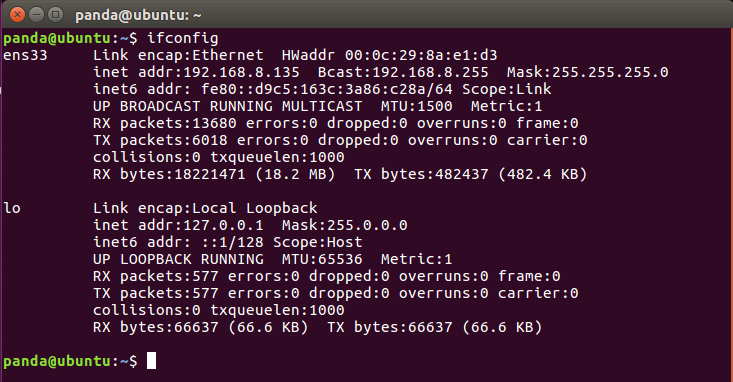 panda@ubuntu: ~
panda@ubuntu:~$ ifconfig
ens33     Link encap:Ethernet  HWaddr 00:0c:29:8a:e1:d3
          inet addr:192.168.8.135  Bcast:192.168.8.255  Mask:255.255.255.0
          inet6 addr: fe80::d9c5:163c:3a86:c28a/64 Scope:Link
          UP BROADCAST RUNNING MULTICAST  MTU:1500  Metric:1
          RX packets:13680 errors:0 dropped:0 overruns:0 frame:0
          TX packets:6018 errors:0 dropped:0 overruns:0 carrier:0
          collisions:0 txqueuelen:1000
          RX bytes:18221471 (18.2 MB)  TX bytes:482437 (482.4 KB)
lo        Link encap:Local Loopback
          inet addr:127.0.0.1  Mask:255.0.0.0
          inet6 addr: ::1/128 Scope:Host
          UP LOOPBACK RUNNING  MTU:65536  Metric:1
          RX packets:577 errors:0 dropped:0 overruns:0 frame:0
          TX packets:577 errors:0 dropped:0 overruns:0 carrier:0
          collisions:0 txqueuelen:1000
          RX bytes:66637 (66.6 KB)  TX bytes:66637 (66.6 KB)
panda@ubuntu:~$